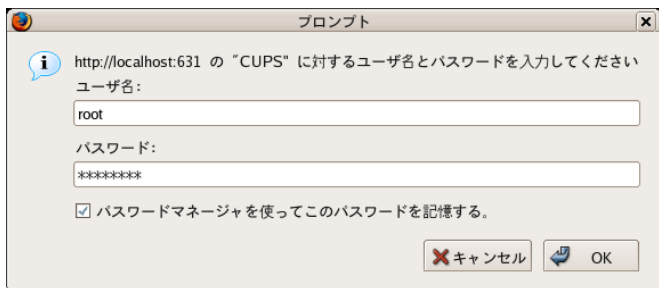 プロンプト
http://localhost:631 の "CUPS" に対するユーザ名とパスワードを入力してください
ユーザ名:
root
パスワード:
********
パスワードマネージャを使ってこのパスワードを記憶する。
キャンセル OK